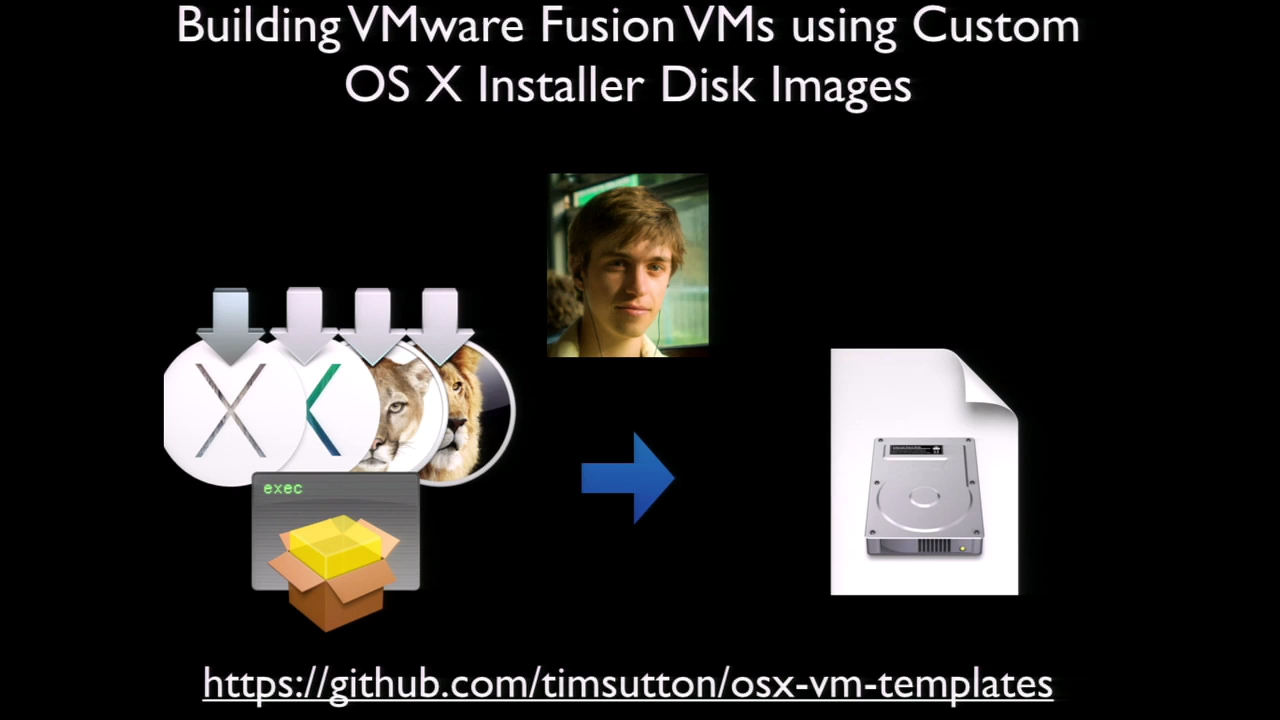 Building VMware Fusion VMs using Custom
OS X Installer Disk Images
exec
https://github.com/timsutton/osx-vm-templates